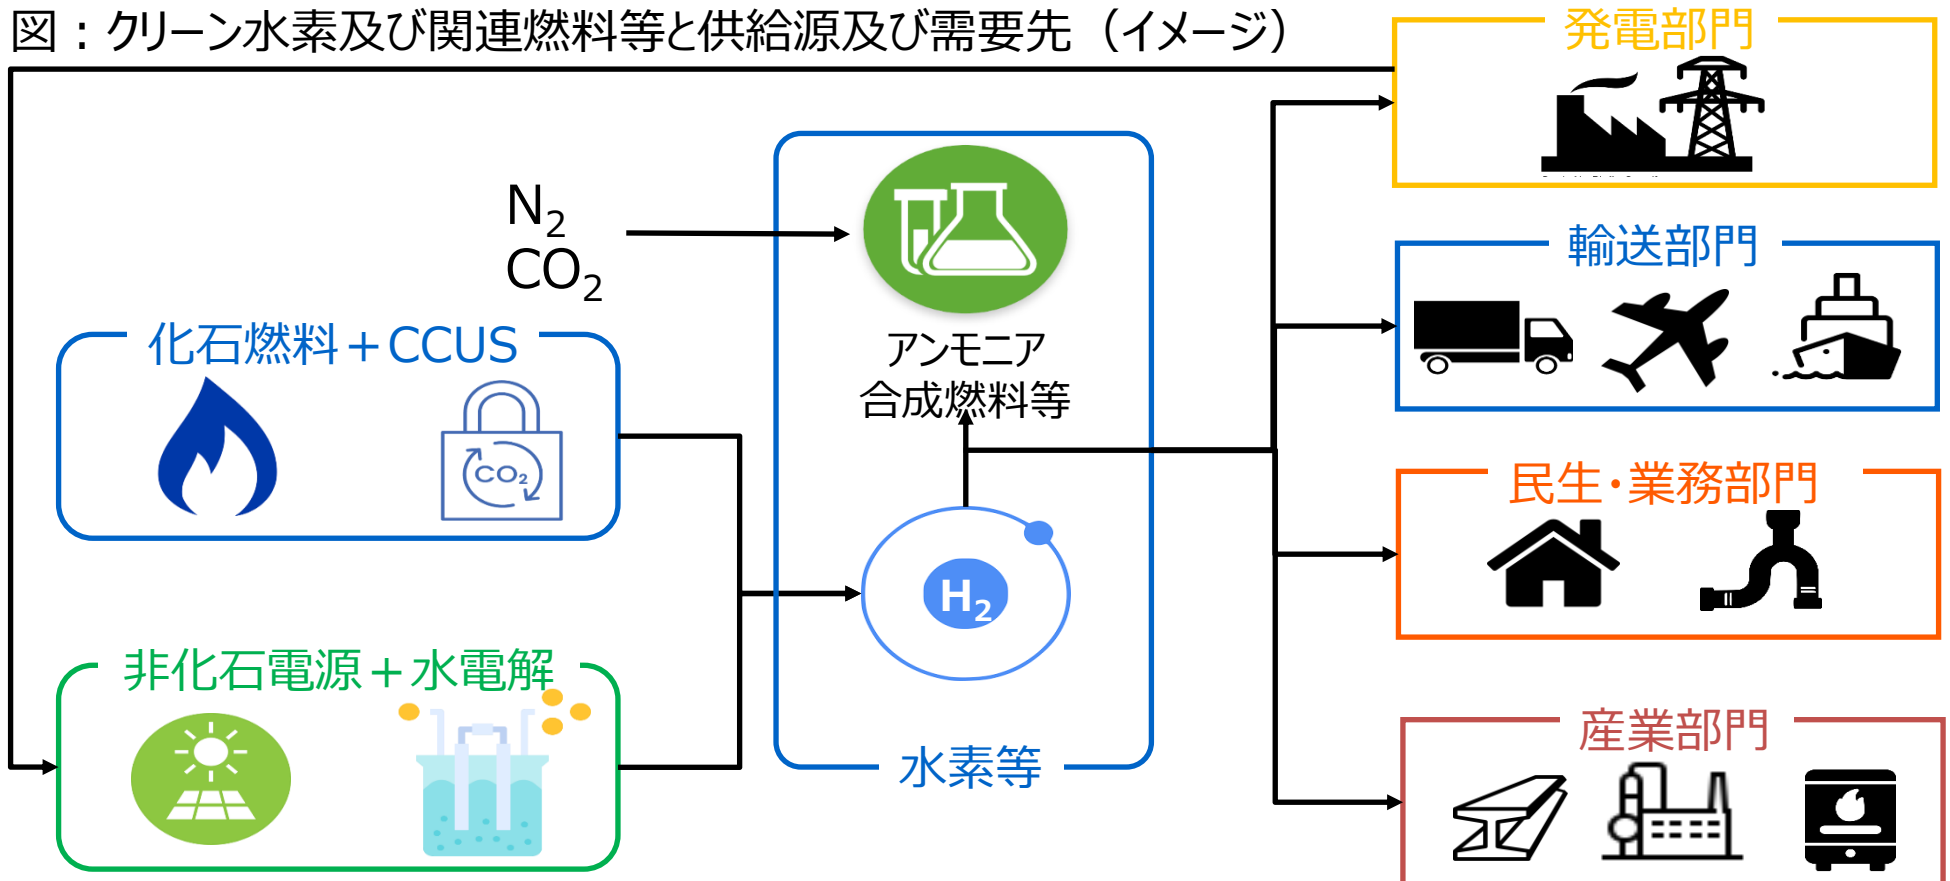 図：クリーン水素及び関連燃料等と供給源及び需要先（イメージ）
発電部門
N2
CO2
輸送部門
化石燃料＋CCUS
CO2
アンモニア
合成燃料等
民生・業務部門
H2
非化石電源＋水電解
水素等
産業部門